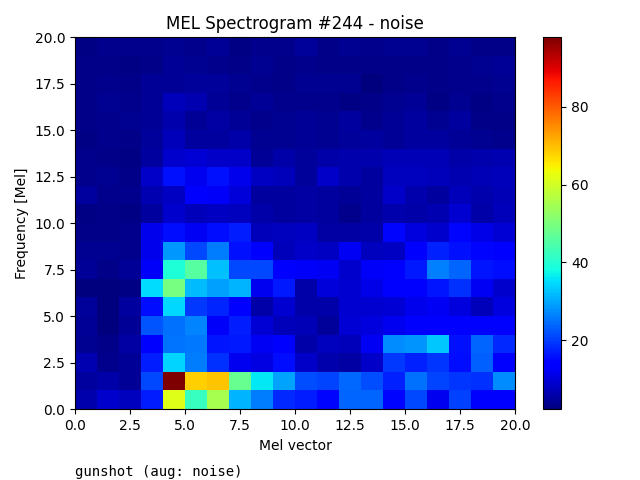 MEL Spectrogram #244 - noise
20.0
17.5
15.0
12.5
10.0
7.5
5.0
2.5
0.0
Frequency [Mel]
0.0 2.5 5.0 7.5 10.0 12.5 15.0 17.5 20.0
Mel vector
80
60
40
20
gunshot (aug: noise)